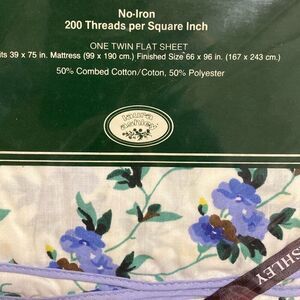 No-Iron
200 Threads per Square Inch
ONE TWIN FLAT SHEET
its 39 x 75 in. Mattress (99 x 190 cm.) Finished Size 66 x 96 in. (167 x 243 cm.)
50% Combed Cotton/Coton, 50% Polyester
laura
ashley
SHLEY